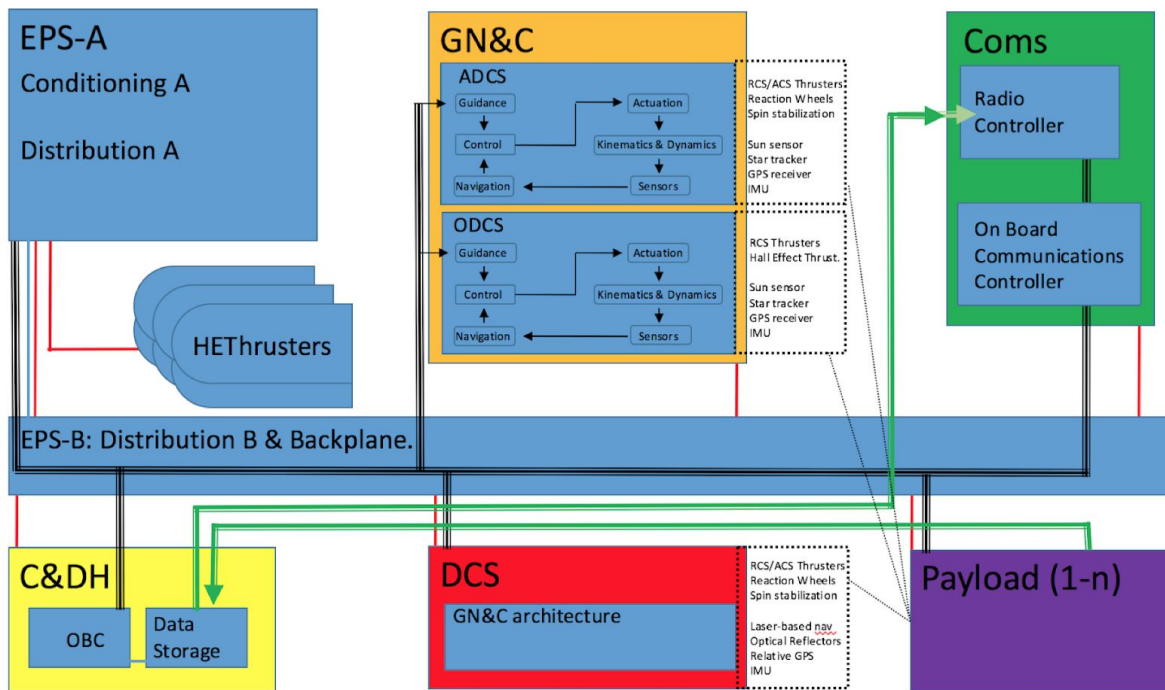 EPS-A
Conditioning A
Distribution A
HEThrusters
GN&C
ADCS
Guidance
Actuation
Control
Kinematics & Dynamics
Navigation
Sensors
RCS/ACS Thrusters
Reaction Wheels
Spin stabilization
Sun sensor
Star tracker
GPS receiver
IMU
ODCS
Guidance
Actuation
Control
Kinematics & Dynamics
Navigation
Sensors
RCS Thrusters
Hall Effect Thrust.
Sun sensor
Star tracker
GPS receiver
IMU
Coms
Radio
Controller
On Board
Communications
Controller
EPS-B: Distribution B & Backplane.
C&DH
OBC
Data
Storage
DCS
GN&C architecture
RCS/ACS Thrusters
Reaction Wheels
Spin stabilization
Laser-based nav
Optical Reflectors
Relative GPS
IMU
Payload (1-n)